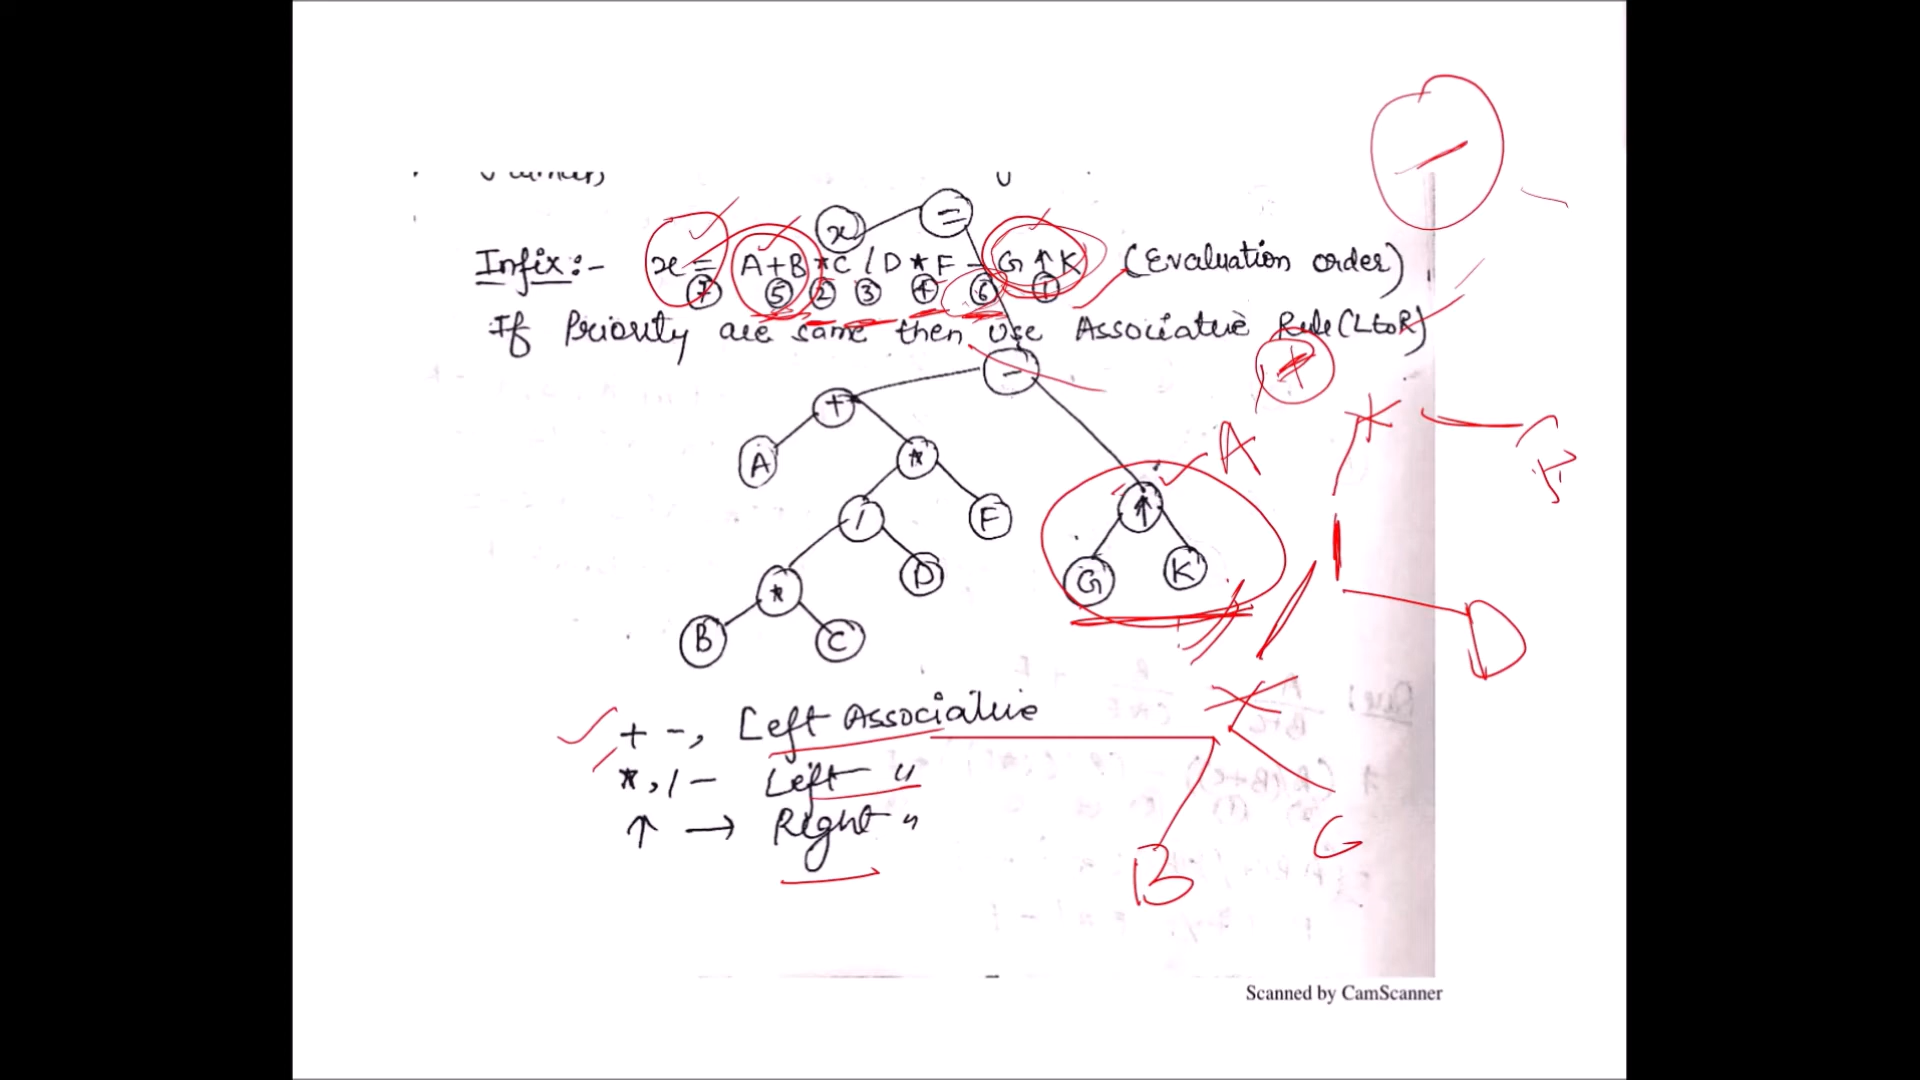 x =
Infix:- x = A+B*C/D*F - G↑K (Evaluation order)
⑦ ⑤ ② ③ ④ ⑥ ①
If Priority are same then use Associative Rule (LtoR)
-
+
-
+ ↑ A
A * * F
/ F G K
* D D
B C *
B C
+ -, Left Associative
*, / - Left "
↑ → Right "
Scanned by CamScanner